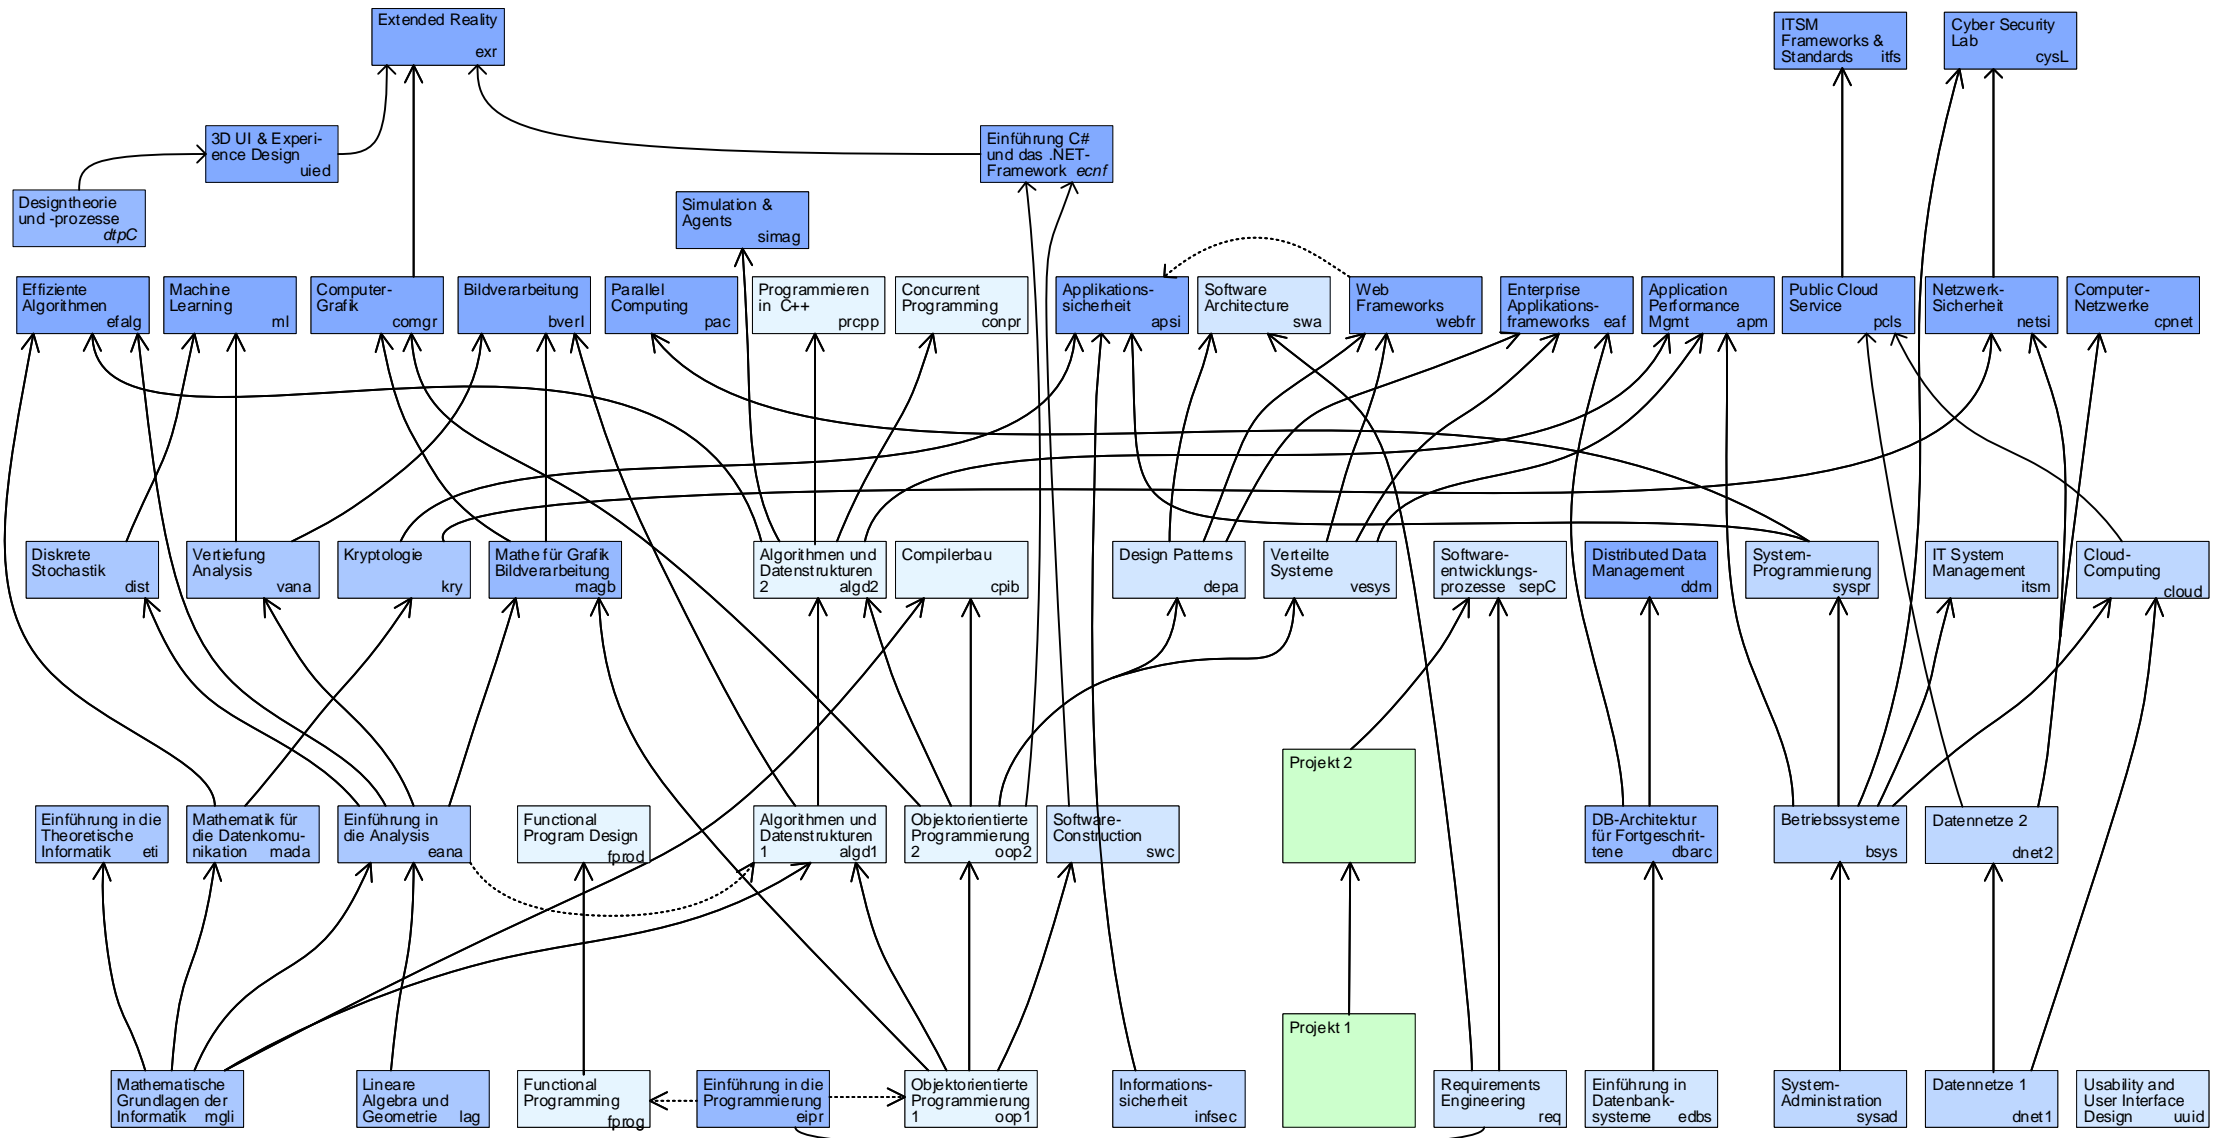 Extended Reality
exr
ITSM
Frameworks &
Standards itfs
Cyber Security
Lab
cysL
3D UI & Experi-
ence Design
uied
Einführung C#
und das .NET-
Framework ecnf
Designtheorie
und -prozesse
dtpC
Simulation &
Agents
simag
Effiziente
Algorithmen
efalg
Machine
Learning
ml
Computer-
Grafik
comgr
Bildverarbeitung
bverI
Parallel
Computing
pac
Programmieren
in C++
prcpp
Concurrent
Programming
conpr
Applikations-
sicherheit
apsi
Software
Architecture
swa
Web
Frameworks
webfr
Enterprise
Applikations-
frameworks eaf
Application
Performance
Mgmt apm
Public Cloud
Service
pcls
Netzwerk-
Sicherheit
netsi
Computer-
Netzwerke
cpnet
Diskrete
Stochastik
dist
Vertiefung
Analysis
vana
Kryptologie
kry
Mathe für Grafik
Bildverarbeitung
magb
Algorithmen und
Datenstrukturen
2 algd2
Compilerbau
cpib
Design Patterns
depa
Verteilte
Systeme
vesys
Software-
entwicklungs-
prozesse sepC
Distributed Data
Management
ddm
System-
Programmierung
syspr
IT System
Management
itsm
Cloud-
Computing
cloud
Projekt 2
Einführung in die
Theoretische
Informatik eti
Mathematik für
die Datenkomu-
nikation mada
Einführung in
die Analysis
eana
Functional
Program Design
fprod
Algorithmen und
Datenstrukturen
1 algd1
Objektorientierte
Programmierung
2 oop2
Software-
Construction
swc
DB-Architektur
für Fortgeschrit-
tene dbarc
Betriebssysteme
bsys
Datennetze 2
dnet2
Projekt 1
Mathematische
Grundlagen der
Informatik mgli
Lineare
Algebra und
Geometrie lag
Functional
Programming
fprog
Einführung in die
Programmierung
eipr
Objektorientierte
Programmierung
1 oop1
Informations-
sicherheit
infsec
Requirements
Engineering
req
Einführung in
Datenbank-
systeme edbs
System-
Administration
sysad
Datennetze 1
dnet1
Usability and
User Interface
Design uuid